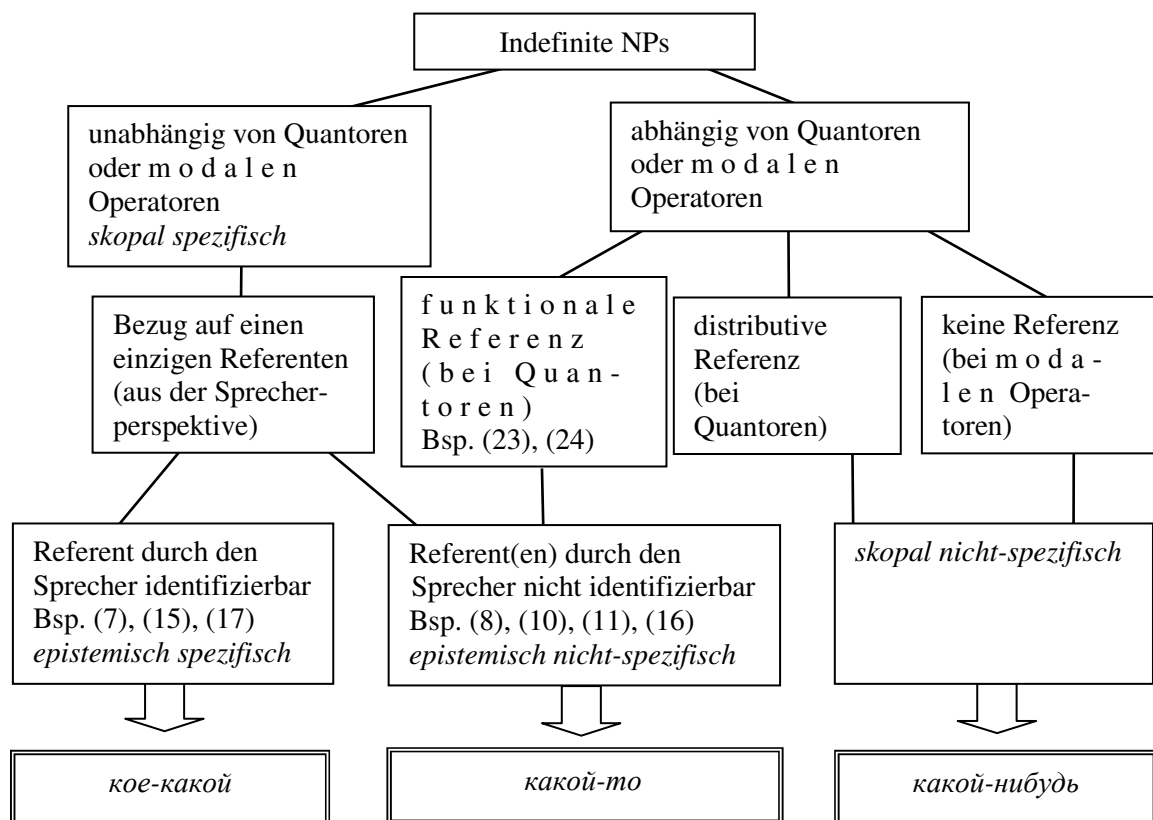 Indefinite NPs
unabhängig von Quantoren
oder m o d a l e n
Operatoren
skopal spezifisch
abhängig von Quantoren
oder modalen
Operatoren
Bezug auf einen
einzigen Referenten
(aus der Sprecher-
perspektive)
f u n k t i o n a l e
R e f e r e n z
( b e i Q u a n -
t o r e n )
Bsp. (23), (24)
distributive
Referenz
(bei
Quantoren)
keine Referenz
(bei m o d a -
l e n Opera-
toren)
Referent durch den
Sprecher identifizierbar
Bsp. (7), (15), (17)
epistemisch spezifisch
Referent(en) durch den
Sprecher nicht identifizierbar
Bsp. (8), (10), (11), (16)
epistemisch nicht-spezifisch
skopal nicht-spezifisch
кое-какой
какой-то
какой-нибудь